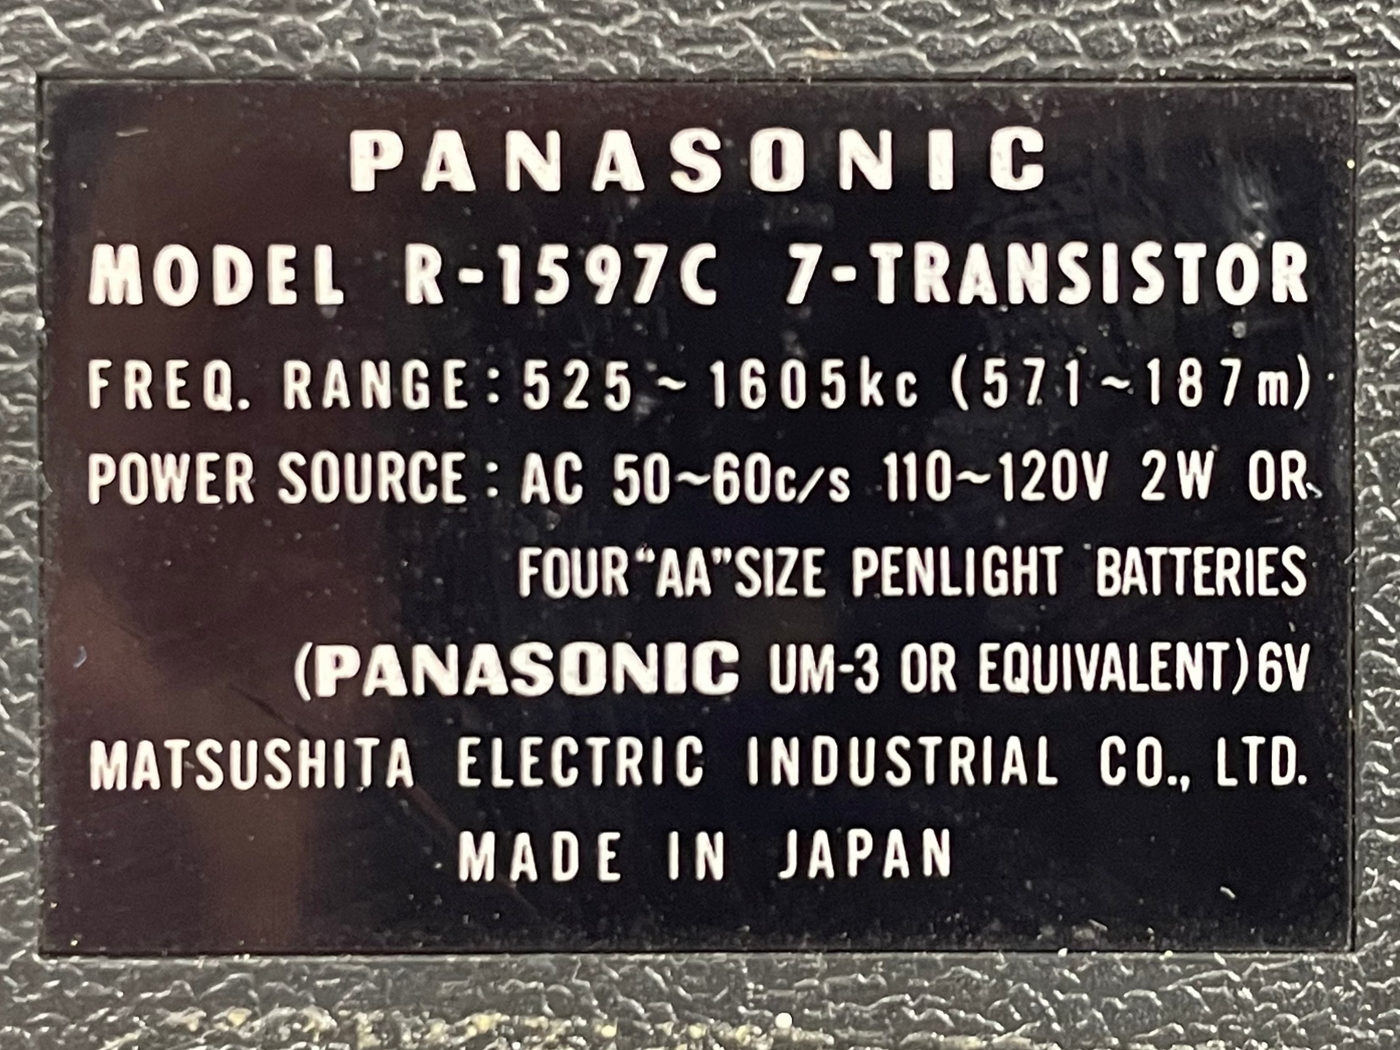 PANASONIC
MODEL R-1597C 7-TRANSISTOR
FREQ. RANGE: 525~1605kc (571~187m)
POWER SOURCE: AC 50~60c/s 110~120V 2W OR
FOUR "AA" SIZE PENLIGHT BATTERIES
(PANASONIC UM-3 OR EQUIVALENT) 6V
MATSUSHITA ELECTRIC INDUSTRIAL CO., LTD.
MADE IN JAPAN